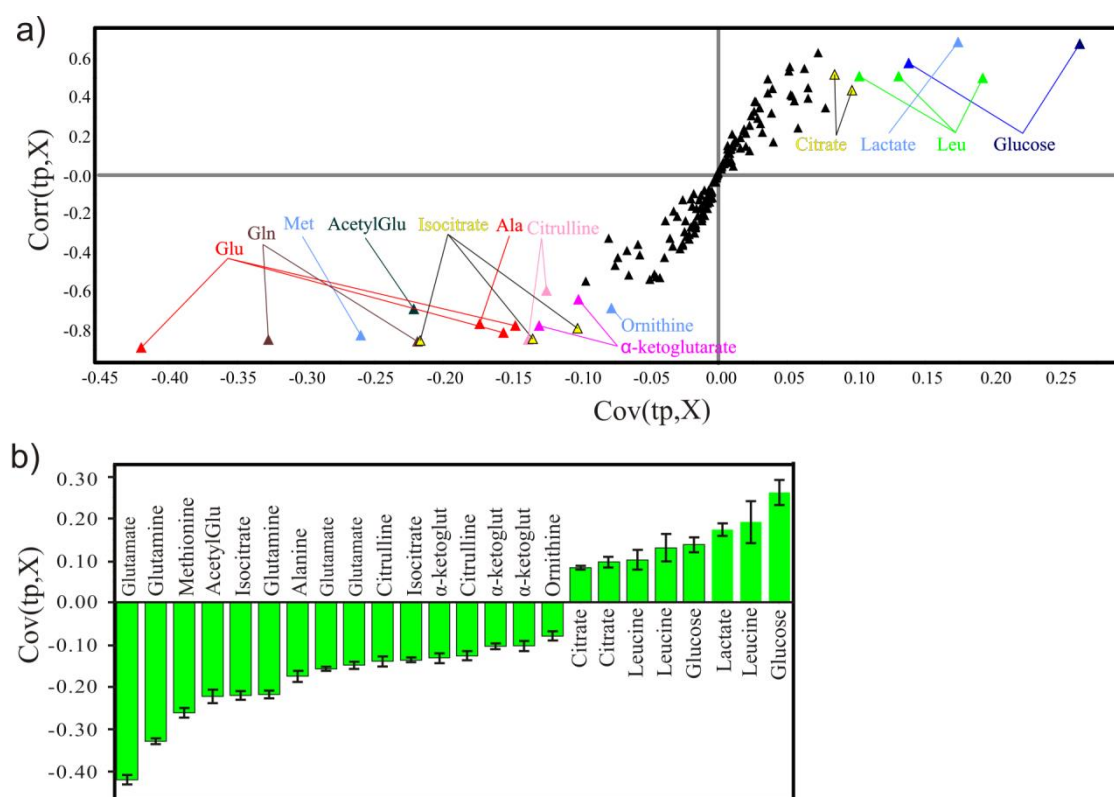 a)
0.6
0.4
0.2
-0.0
-0.2
-0.4
-0.6
-0.8
Corr(tp,X)
Citrate Lactate Leu Glucose
Glu Gln Met AcetylGlu Isocitrate Ala Citrulline
Ornithine
α-ketoglutarate
-0.45 -0.40 -0.35 -0.30 -0.25 -0.20 -0.15 -0.10 -0.05 0.00 0.05 0.10 0.15 0.20 0.25
Cov(tp,X)
b)
0.30
0.20
0.10
0.00
-0.10
-0.20
-0.30
-0.40
Cov(tp,X)
Glutamate
Glutamine
Methionine
AcetylGlu
Isocitrate
Glutamine
Alanine
Glutamate
Glutamate
Citrulline
Isocitrate
α-ketoglut
Citrulline
α-ketoglut
α-ketoglut
Ornithine
Citrate
Citrate
Leucine
Leucine
Glucose
Lactate
Leucine
Glucose